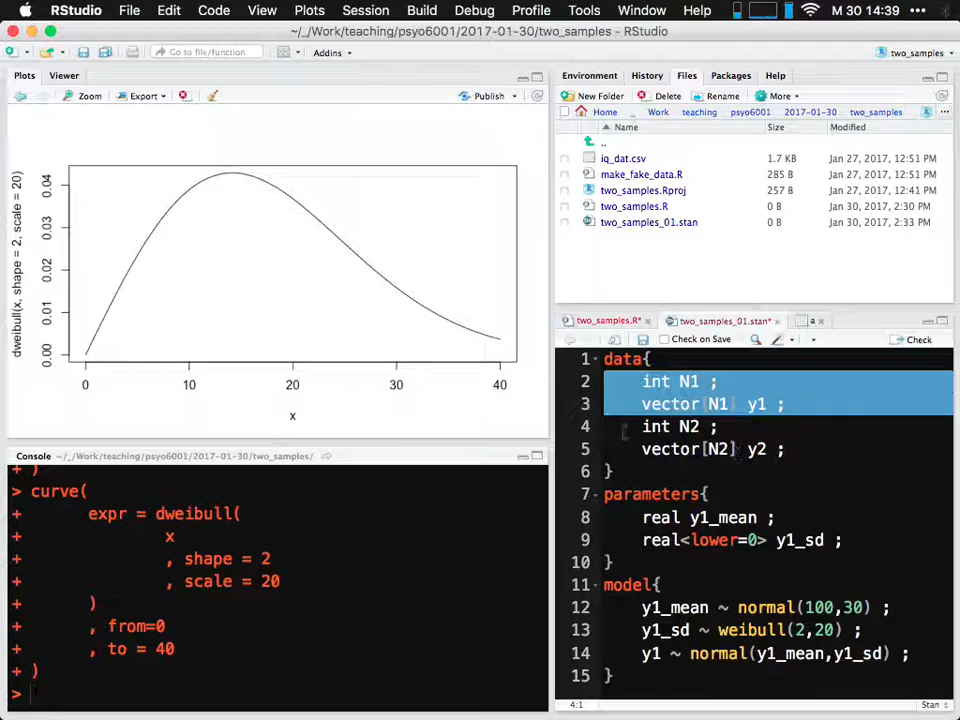 RStudio File Edit Code View Plots Session Build Debug Profile Tools Window Help M 30 14:39
~/_/Work/teaching/psyo6001/2017-01-30/two_samples - RStudio
Go to file/function Addins two_samples
Plots Viewer
Zoom Export Publish
dweibull(x, shape = 2, scale = 20)
0.04
0.03
0.02
0.01
0.00
0 10 20 30 40
x
Environment History Files Packages Help
New Folder Delete Rename More
Home _ Work teaching psyo6001 2017-01-30 two_samples
Name Size Modified
..
iq_dat.csv 1.7 KB Jan 27, 2017, 12:51 PM
make_fake_data.R 285 B Jan 27, 2017, 12:51 PM
two_samples.Rproj 257 B Jan 27, 2017, 12:41 PM
two_samples.R 0 B Jan 30, 2017, 2:30 PM
two_samples_01.stan 0 B Jan 30, 2017, 2:33 PM
Console ~/_/Work/teaching/psyo6001/2017-01-30/two_samples/
+ )
> curve(
+ expr = dweibull(
+ x
+ , shape = 2
+ , scale = 20
+ )
+ , from=0
+ , to = 40
+ )
>
two_samples.R* two_samples_01.stan* a
Check on Save Check
1 data{
2 int N1 ;
3 vector[N1] y1 ;
4 int N2 ;
5 vector[N2] y2 ;
6 }
7 parameters{
8 real y1_mean ;
9 real<lower=0> y1_sd ;
10 }
11 model{
12 y1_mean ~ normal(100,30) ;
13 y1_sd ~ weibull(2,20) ;
14 y1 ~ normal(y1_mean,y1_sd) ;
15 }
4:1 Stan